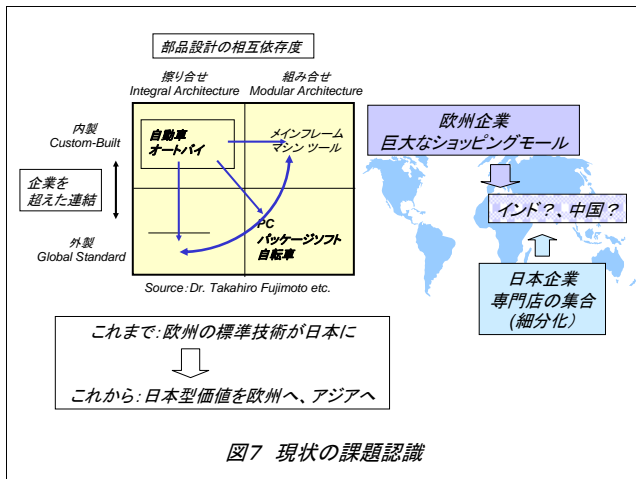 部品設計の相互依存度
擦り合せ
Integral Architecture
組み合せ
Modular Architecture
内製
Custom-Built
企業を
超えた連結
外製
Global Standard
自動車
オートバイ
メインフレーム
マシン ツール
PC
パッケージソフト
自転車
Source：Dr. Takahiro Fujimoto etc.
欧州企業
巨大なショッピングモール
インド？、中国？
日本企業
専門店の集合
(細分化）
これまで：欧州の標準技術が日本に
これから：日本型価値を欧州へ、アジアへ
図7 現状の課題認識